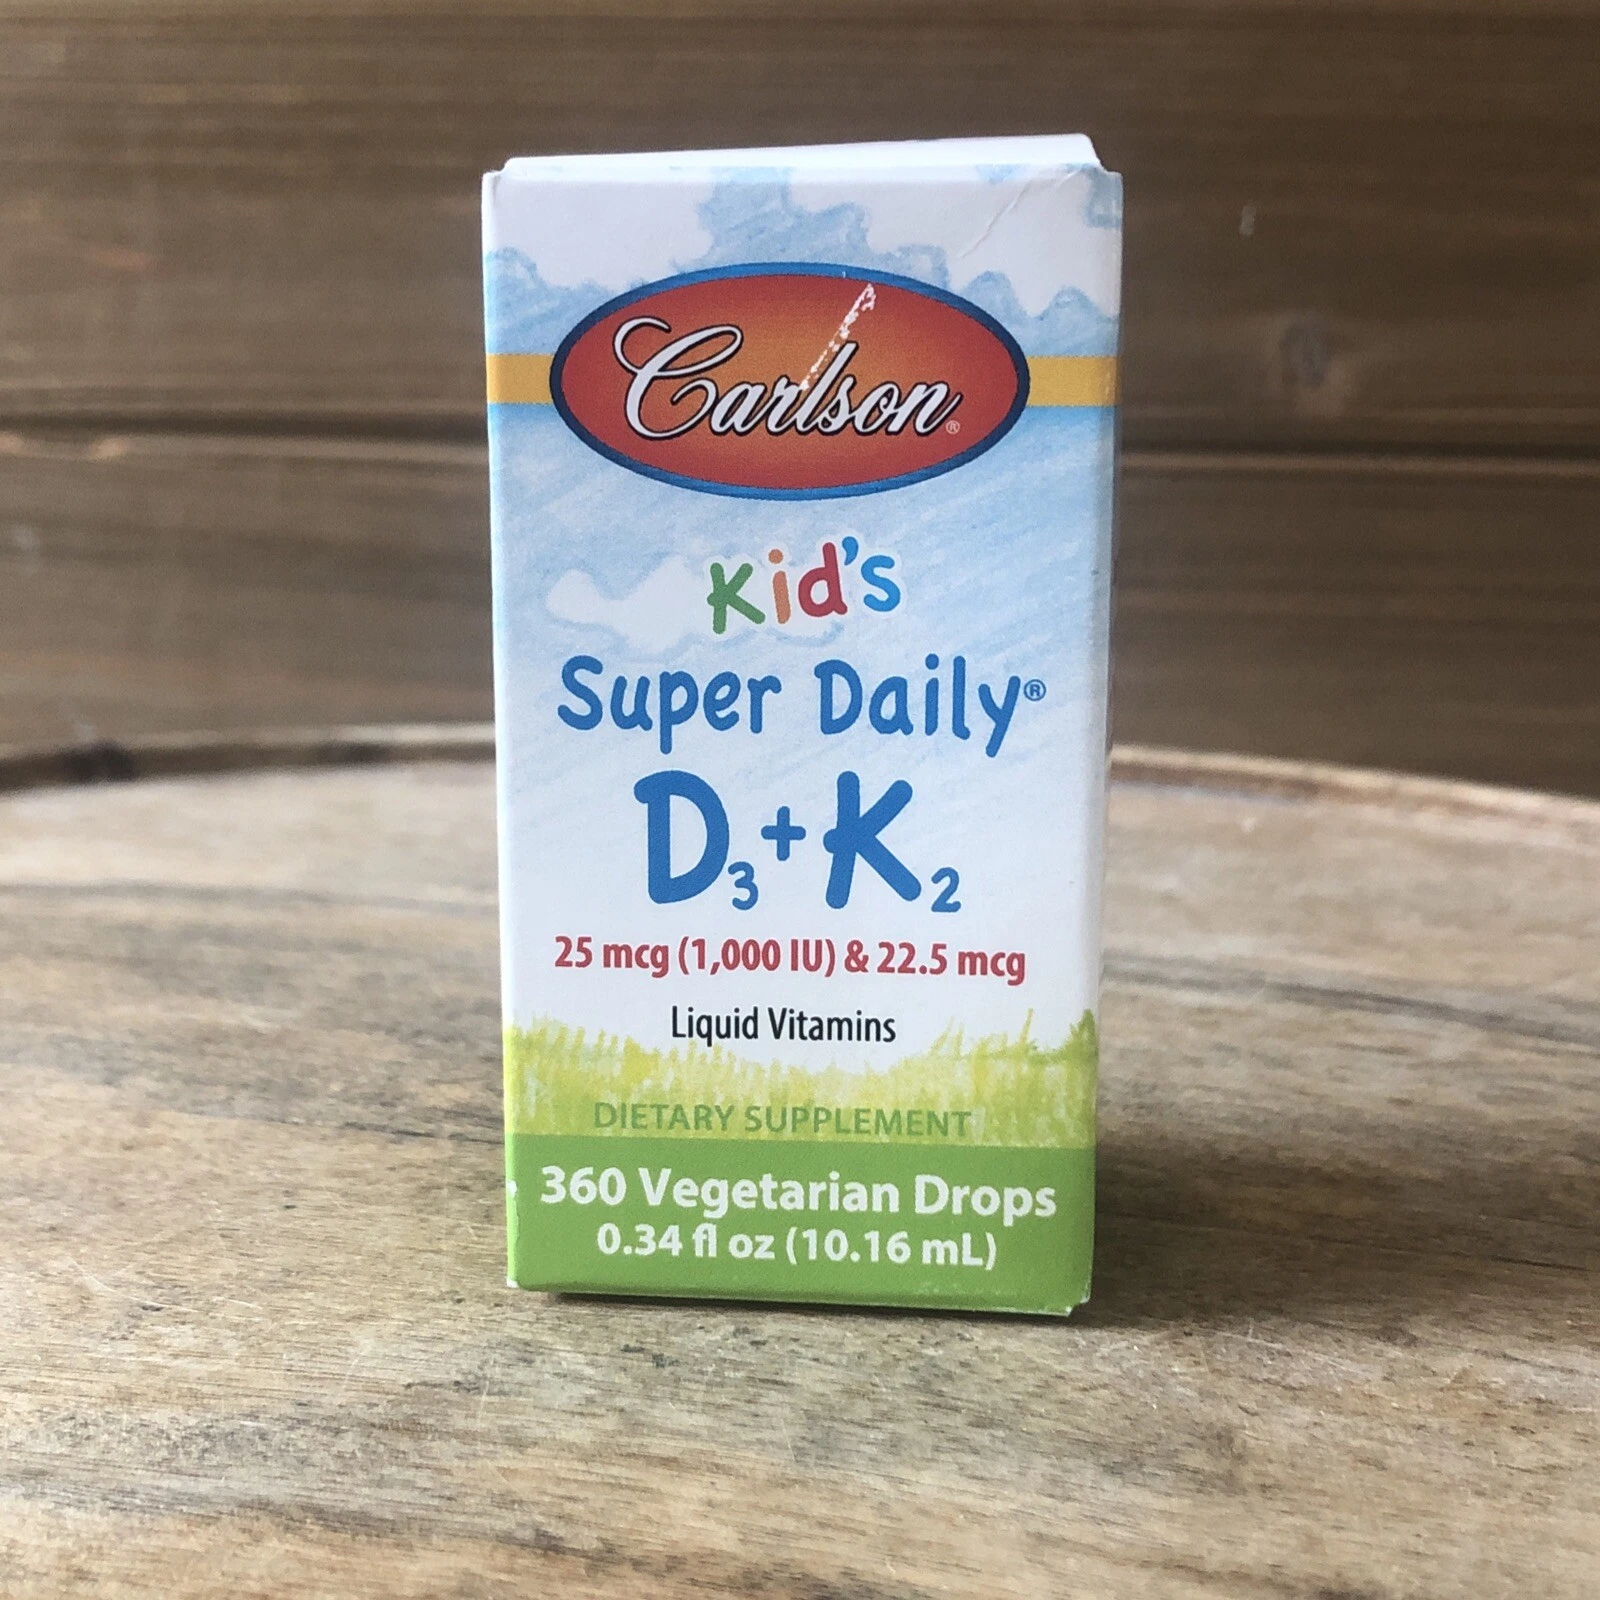 Carlson®
Kid's
Super Daily®
D3+K2
25 mcg (1,000 IU) & 22.5 mcg
Liquid Vitamins
DIETARY SUPPLEMENT
360 Vegetarian Drops
0.34 fl oz (10.16 mL)